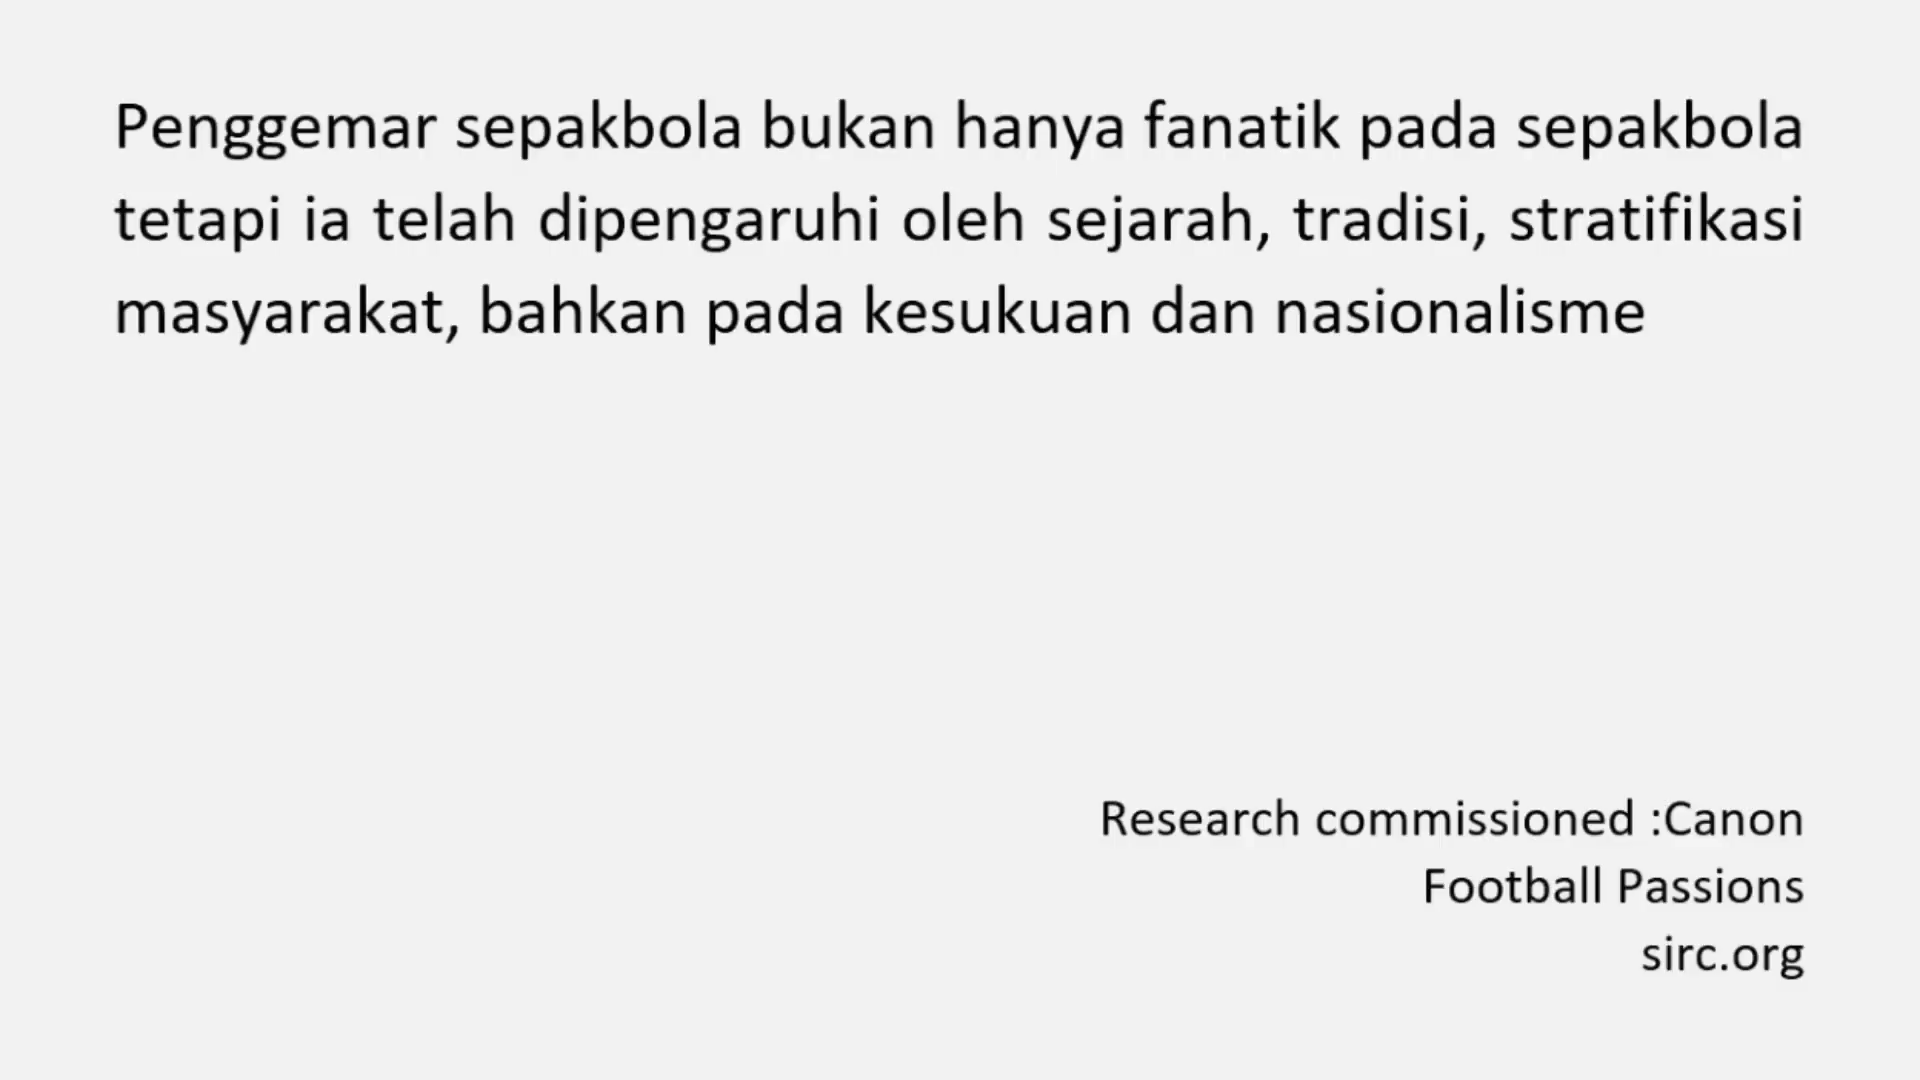 Penggemar sepakbola bukan hanya fanatik pada sepakbola
tetapi ia telah dipengaruhi oleh sejarah, tradisi, stratifikasi
masyarakat, bahkan pada kesukuan dan nasionalisme
Research commissioned :Canon
Football Passions
sirc.org